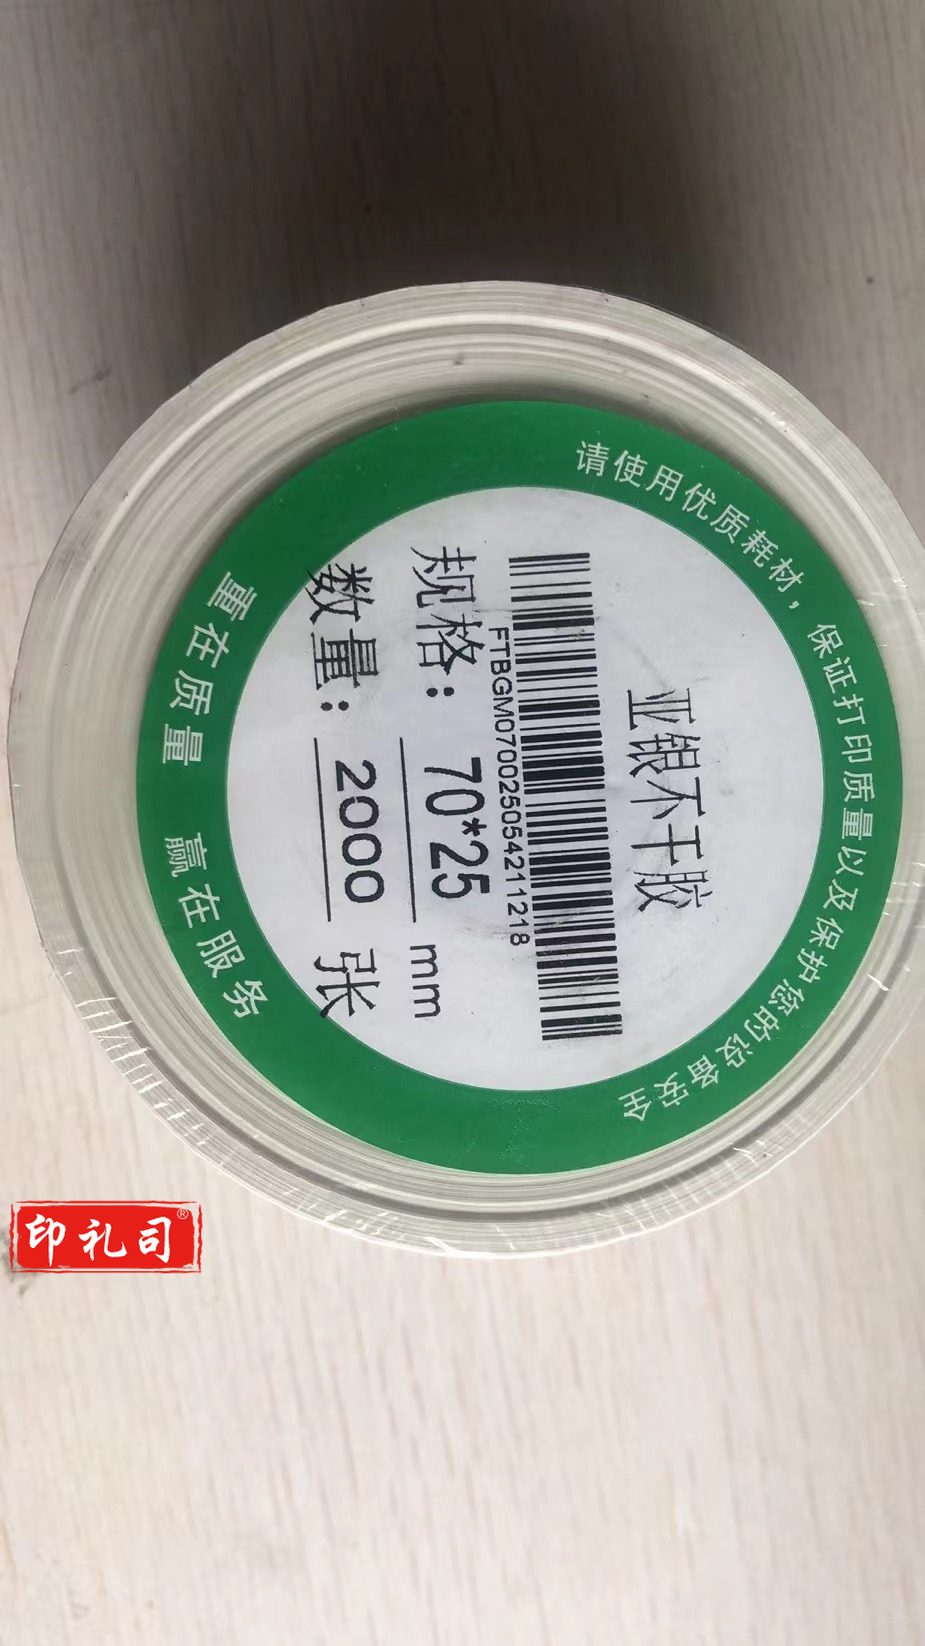 请使用优质耗材，保证打印质量以及保护您的设备安全
亚银不干胶
FTBGM070025054211218
规格：70*25 mm
数量：2000 张
重在质量 赢在服务
印礼司®